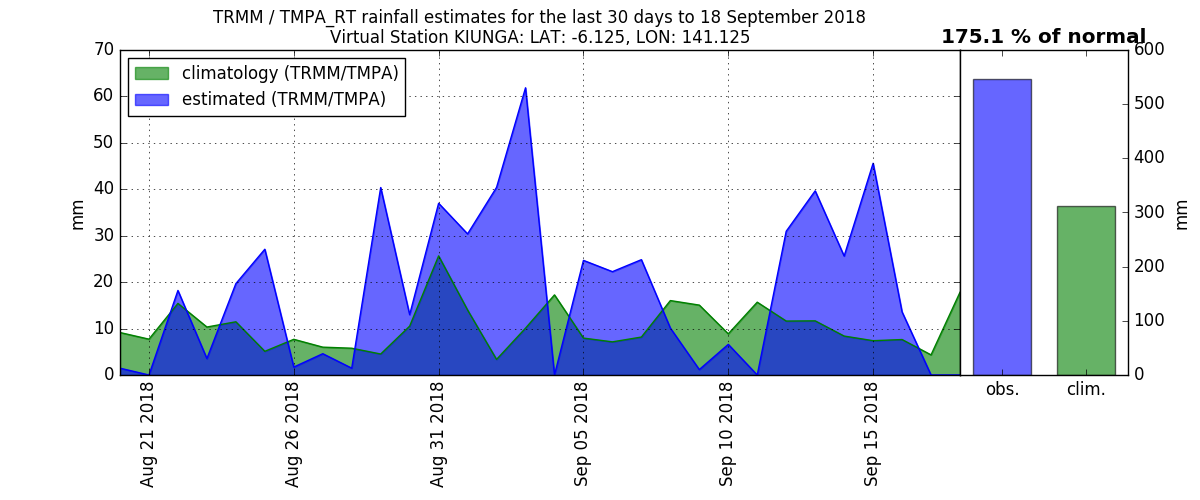 TRMM / TMPA_RT rainfall estimates for the last 30 days to 18 September 2018
Virtual Station KIUNGA: LAT: -6.125, LON: 141.125
175.1 % of normal
climatology (TRMM/TMPA)
estimated (TRMM/TMPA)
70
60
50
40
30
20
10
0
mm
Aug 21 2018
Aug 26 2018
Aug 31 2018
Sep 05 2018
Sep 10 2018
Sep 15 2018
600
500
400
300
200
100
0
mm
obs.
clim.